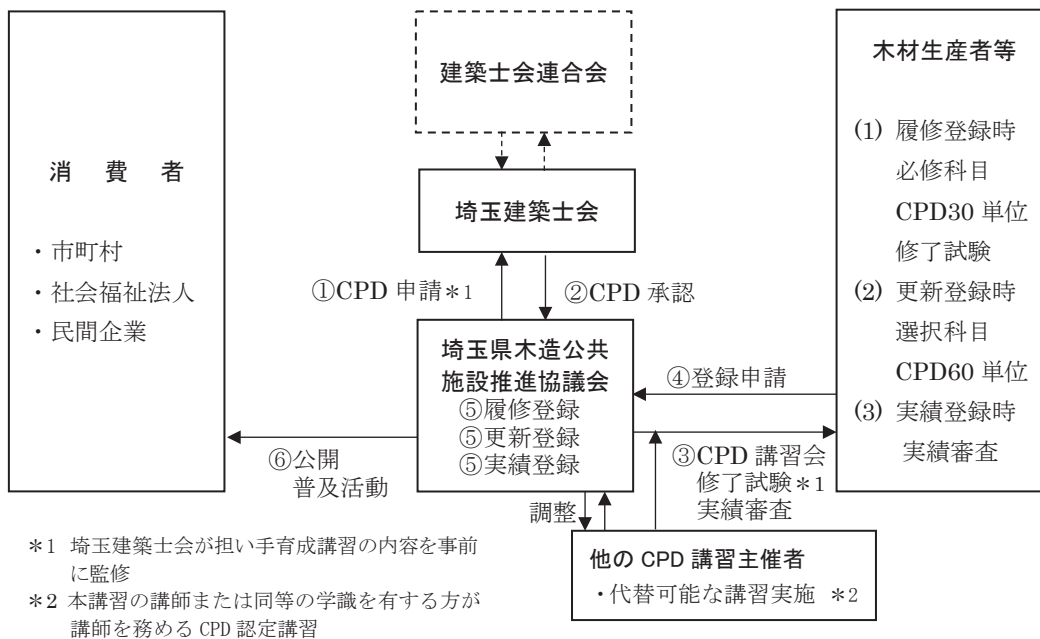 消　費　者
・市町村
・社会福祉法人
・民間企業
建築士会連合会
埼玉建築士会
①CPD 申請＊1
②CPD 承認
埼玉県木造公共
施設推進協議会
⑤履修登録
⑤更新登録
⑤実績登録
④登録申請
③CPD 講習会
修了試験＊1
実績審査
⑥公開
普及活動
調整
木材生産者等
(1) 履修登録時
必修科目
CPD30 単位
修了試験
(2) 更新登録時
選択科目
CPD60 単位
(3) 実績登録時
実績審査
他の CPD 講習主催者
・代替可能な講習実施 ＊2
＊1 埼玉建築士会が担い手育成講習の内容を事前
に監修
＊2 本講習の講師または同等の学識を有する方が
講師を務める CPD 認定講習